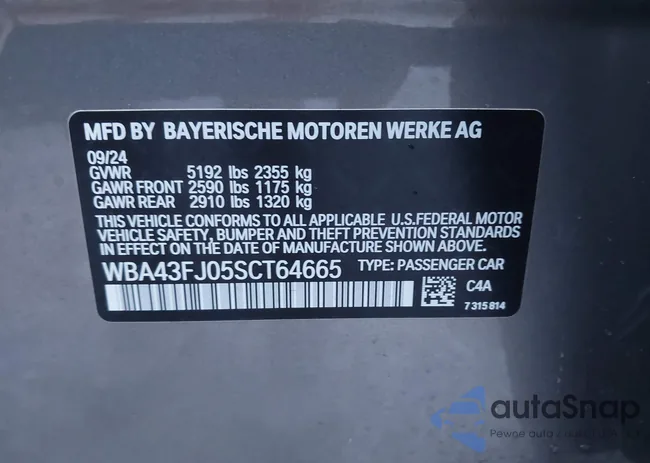 MFD BY BAYERISCHE MOTOREN WERKE AG
09/24
GVWR 5192 lbs 2355 kg
GAWR FRONT 2590 lbs 1175 kg
GAWR REAR 2910 lbs 1320 kg
THIS VEHICLE CONFORMS TO ALL APPLICABLE U.S.FEDERAL MOTOR
VEHICLE SAFETY, BUMPER AND THEFT PREVENTION STANDARDS
IN EFFECT ON THE DATE OF MANUFACTURE SHOWN ABOVE.
WBA43FJ05SCT64665 TYPE: PASSENGER CAR
C4A
7 315 814
autaSnap
Pewne auto z